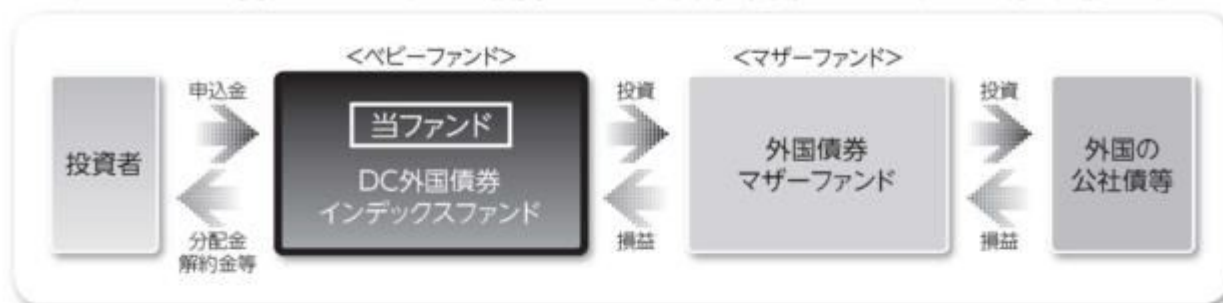 <ベビーファンド>
<マザーファンド>
投資者
申込金
分配金
解約金等
当ファンド
DC外国債券
インデックスファンド
投資
損益
外国債券
マザーファンド
投資
損益
外国の
公社債等